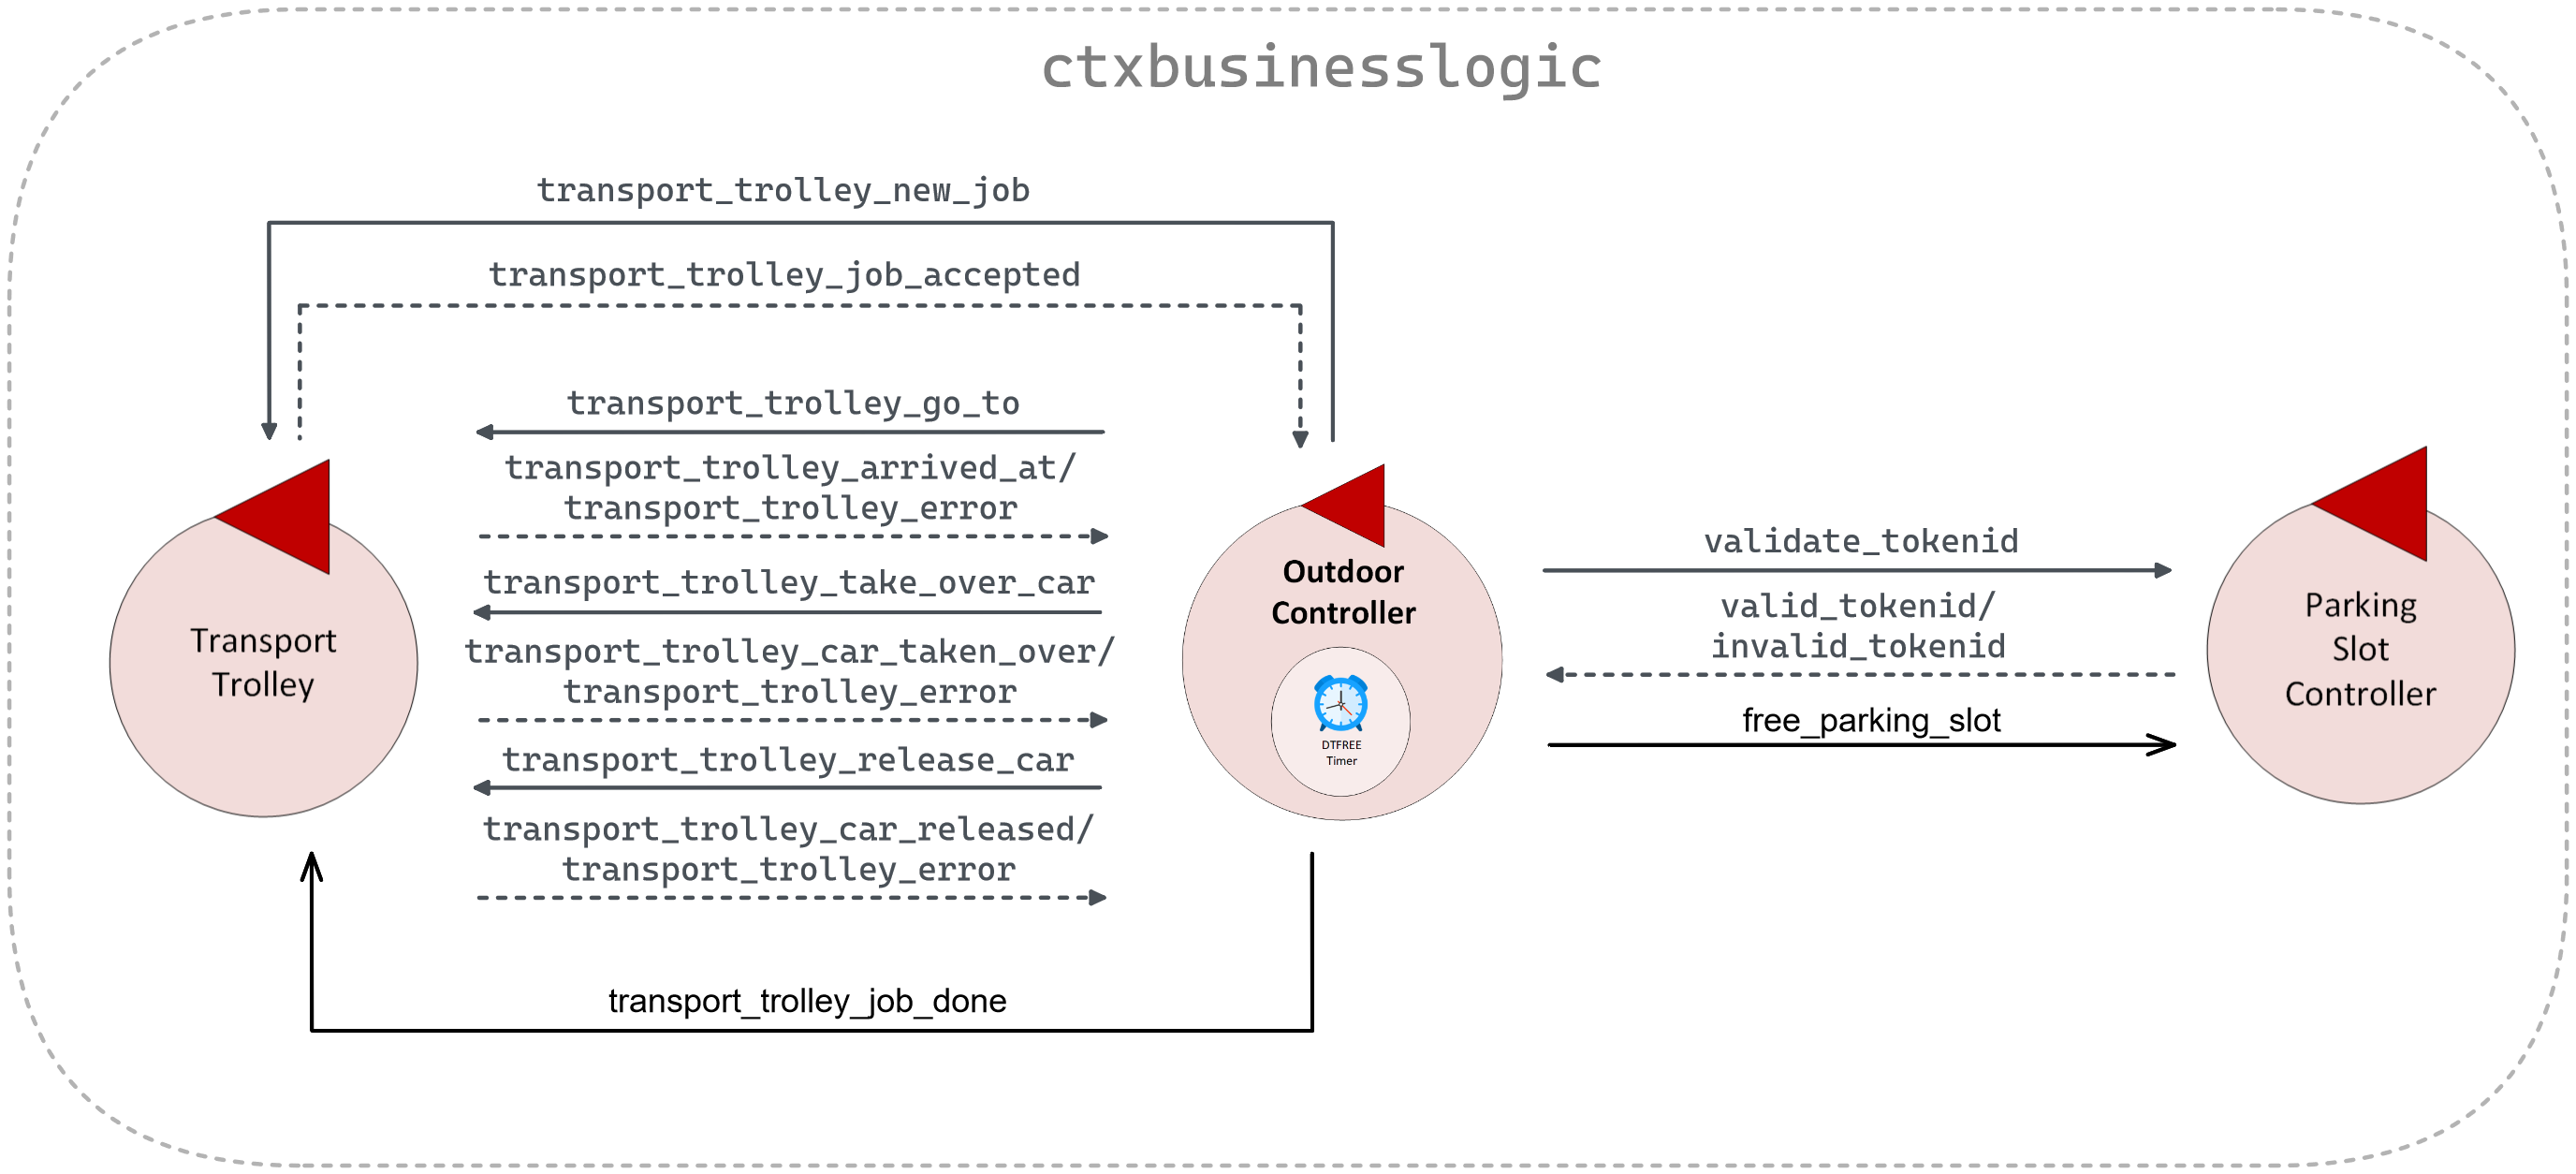 ctxbusinesslogic
transport_trolley_new_job
transport_trolley_job_accepted
transport_trolley_go_to
transport_trolley_arrived_at/
transport_trolley_error
transport_trolley_take_over_car
transport_trolley_car_taken_over/
transport_trolley_error
transport_trolley_release_car
transport_trolley_car_released/
transport_trolley_error
transport_trolley_job_done
Transport
Trolley
Outdoor
Controller
DTFREE
Timer
validate_tokenid
valid_tokenid/
invalid_tokenid
free_parking_slot
Parking
Slot
Controller